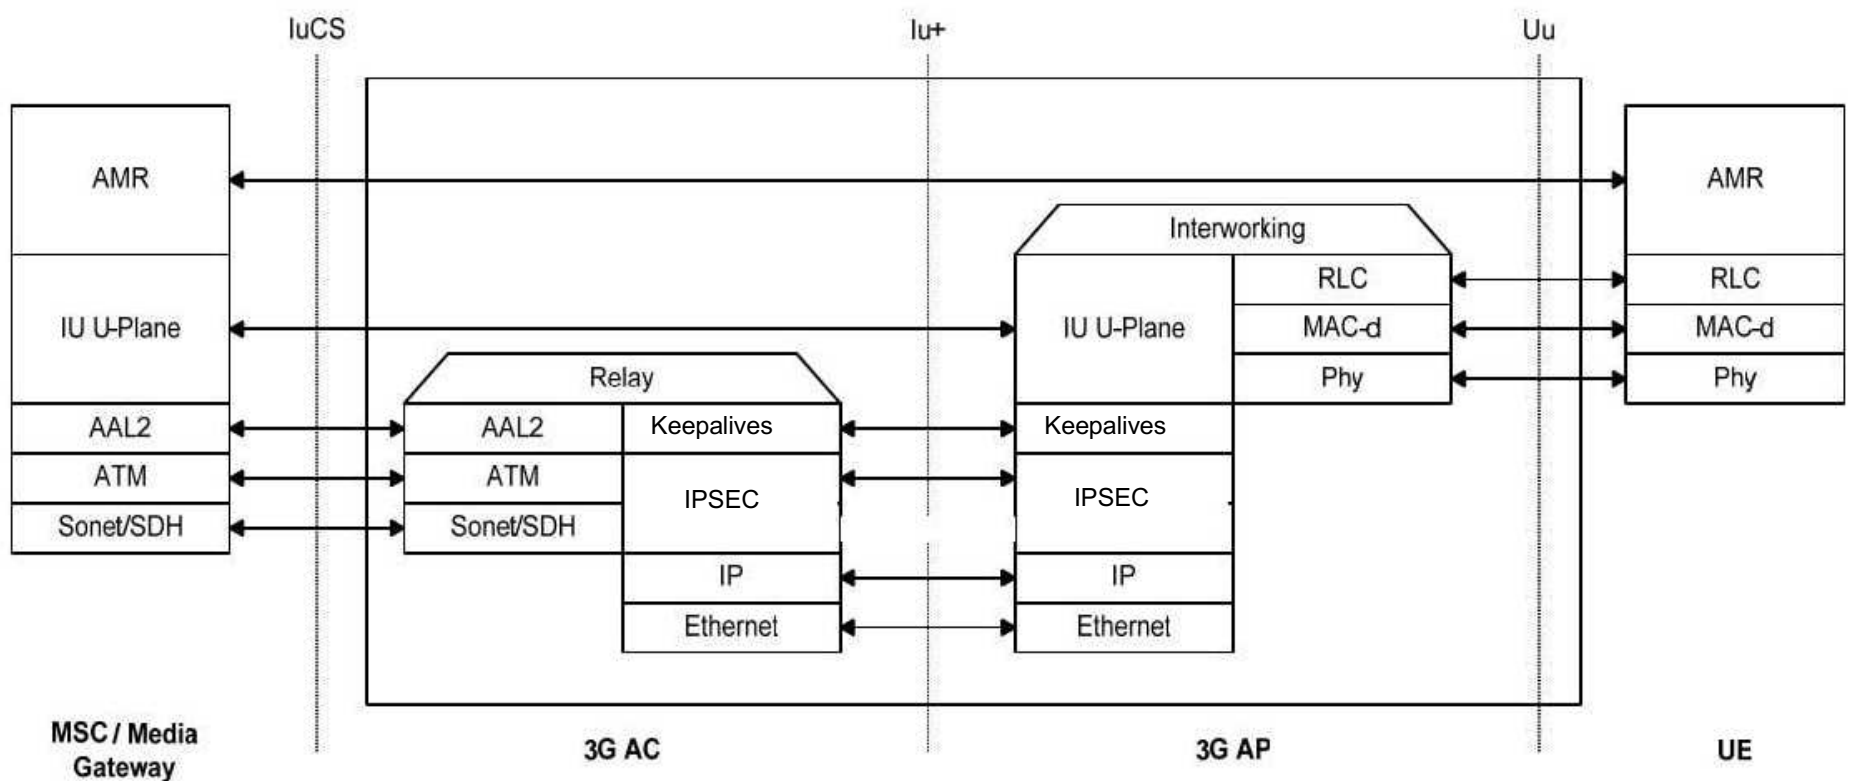 IuCS
Iu+
Uu
AMR
AMR
Interworking
RLC
RLC
IU U-Plane
IU U-Plane
MAC-d
MAC-d
Relay
Phy
Phy
AAL2
AAL2
Keepalives
Keepalives
ATM
ATM
IPSEC
IPSEC
Sonet/SDH
Sonet/SDH
IP
IP
Ethernet
Ethernet
MSC / Media
Gateway
3G AC
3G AP
UE